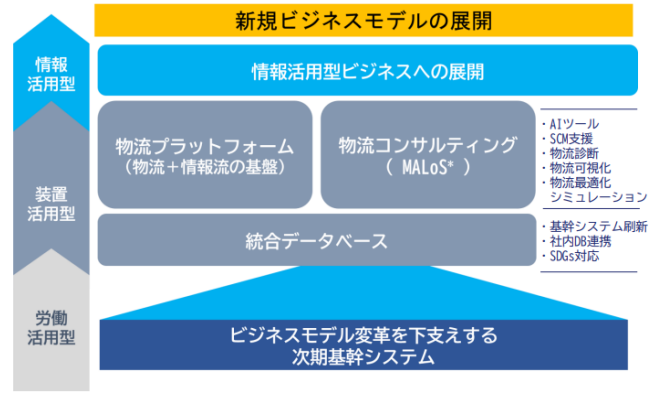 新規ビジネスモデルの展開
情報
活用型
情報活用型ビジネスへの展開
装置
活用型
物流プラットフォーム
(物流＋情報流の基盤)
物流コンサルティング
( MALoS* )
・AIツール
・SCM支援
・物流診断
・物流可視化
・物流最適化
シミュレーション
統合データベース
・基幹システム刷新
・社内DB連携
・SDGs対応
労働
活用型
ビジネスモデル変革を下支えする
次期基幹システム